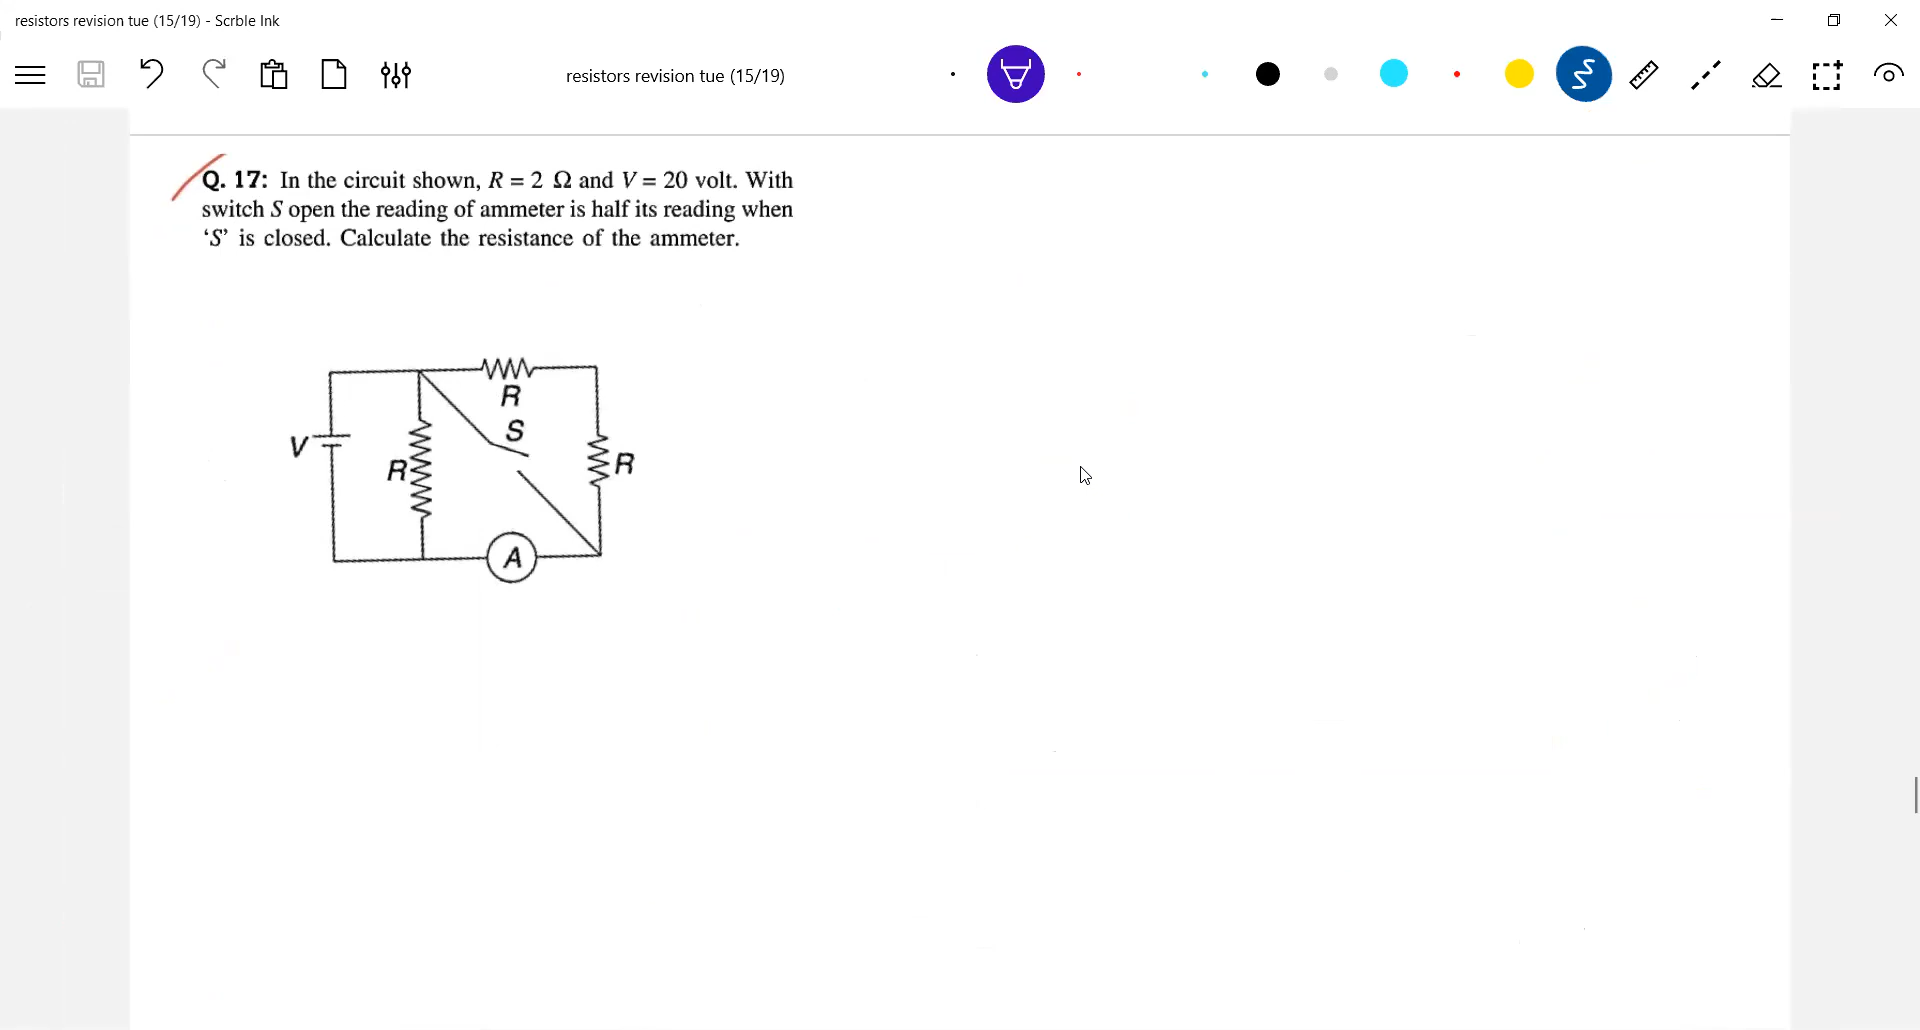 resistors revision tue (15/19) - Scrble Ink
resistors revision tue (15/19)
Q. 17: In the circuit shown, R = 2 Ω and V = 20 volt. With
switch S open the reading of ammeter is half its reading when
‘S’ is closed. Calculate the resistance of the ammeter.
R
S
V
R
R
A